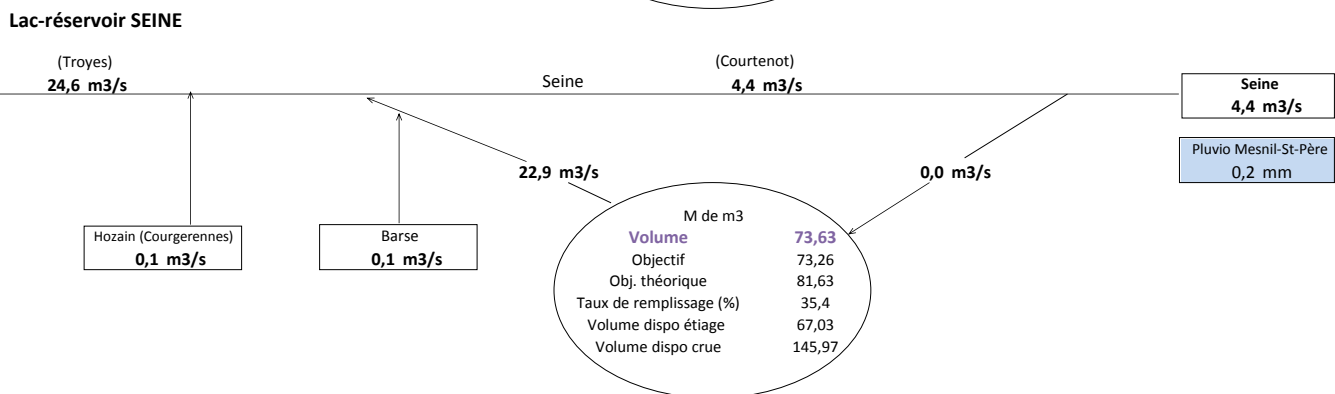 Lac-réservoir SEINE
(Troyes)
24,6 m3/s
Seine
(Courtenot)
4,4 m3/s
Seine
4,4 m3/s
Pluvio Mesnil-St-Père
0,2 mm
22,9 m3/s
0,0 m3/s
Hozain (Courgerennes)
0,1 m3/s
Barse
0,1 m3/s
M de m3
Volume 73,63
Objectif 73,26
Obj. théorique 81,63
Taux de remplissage (%) 35,4
Volume dispo étiage 67,03
Volume dispo crue 145,97